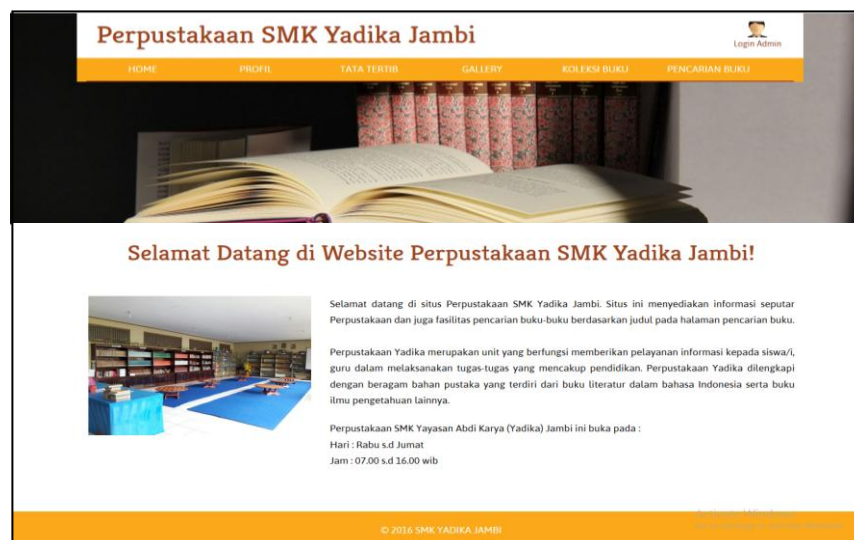 Perpustakaan SMK Yadika Jambi
Login Admin
HOME PROFIL TATA TERTIB GALLERY KOLEKSI BUKU PENCARIAN BUKU
Selamat Datang di Website Perpustakaan SMK Yadika Jambi!
Selamat datang di situs Perpustakaan SMK Yadika Jambi. Situs ini menyediakan informasi seputar
Perpustakaan dan juga fasilitas pencarian buku-buku berdasarkan judul pada halaman pencarian buku.
Perpustakaan Yadika merupakan unit yang berfungsi memberikan pelayanan informasi kepada siswa/i,
guru dalam melaksanakan tugas-tugas yang mencakup pendidikan. Perpustakaan Yadika dilengkapi
dengan beragam bahan pustaka yang terdiri dari buku literatur dalam bahasa Indonesia serta buku
ilmu pengetahuan lainnya.
Perpustakaan SMK Yayasan Abdi Karya (Yadika) Jambi ini buka pada :
Hari : Rabu s.d Jumat
Jam : 07.00 s.d 16.00 wib
© 2016 SMK YADIKA JAMBI